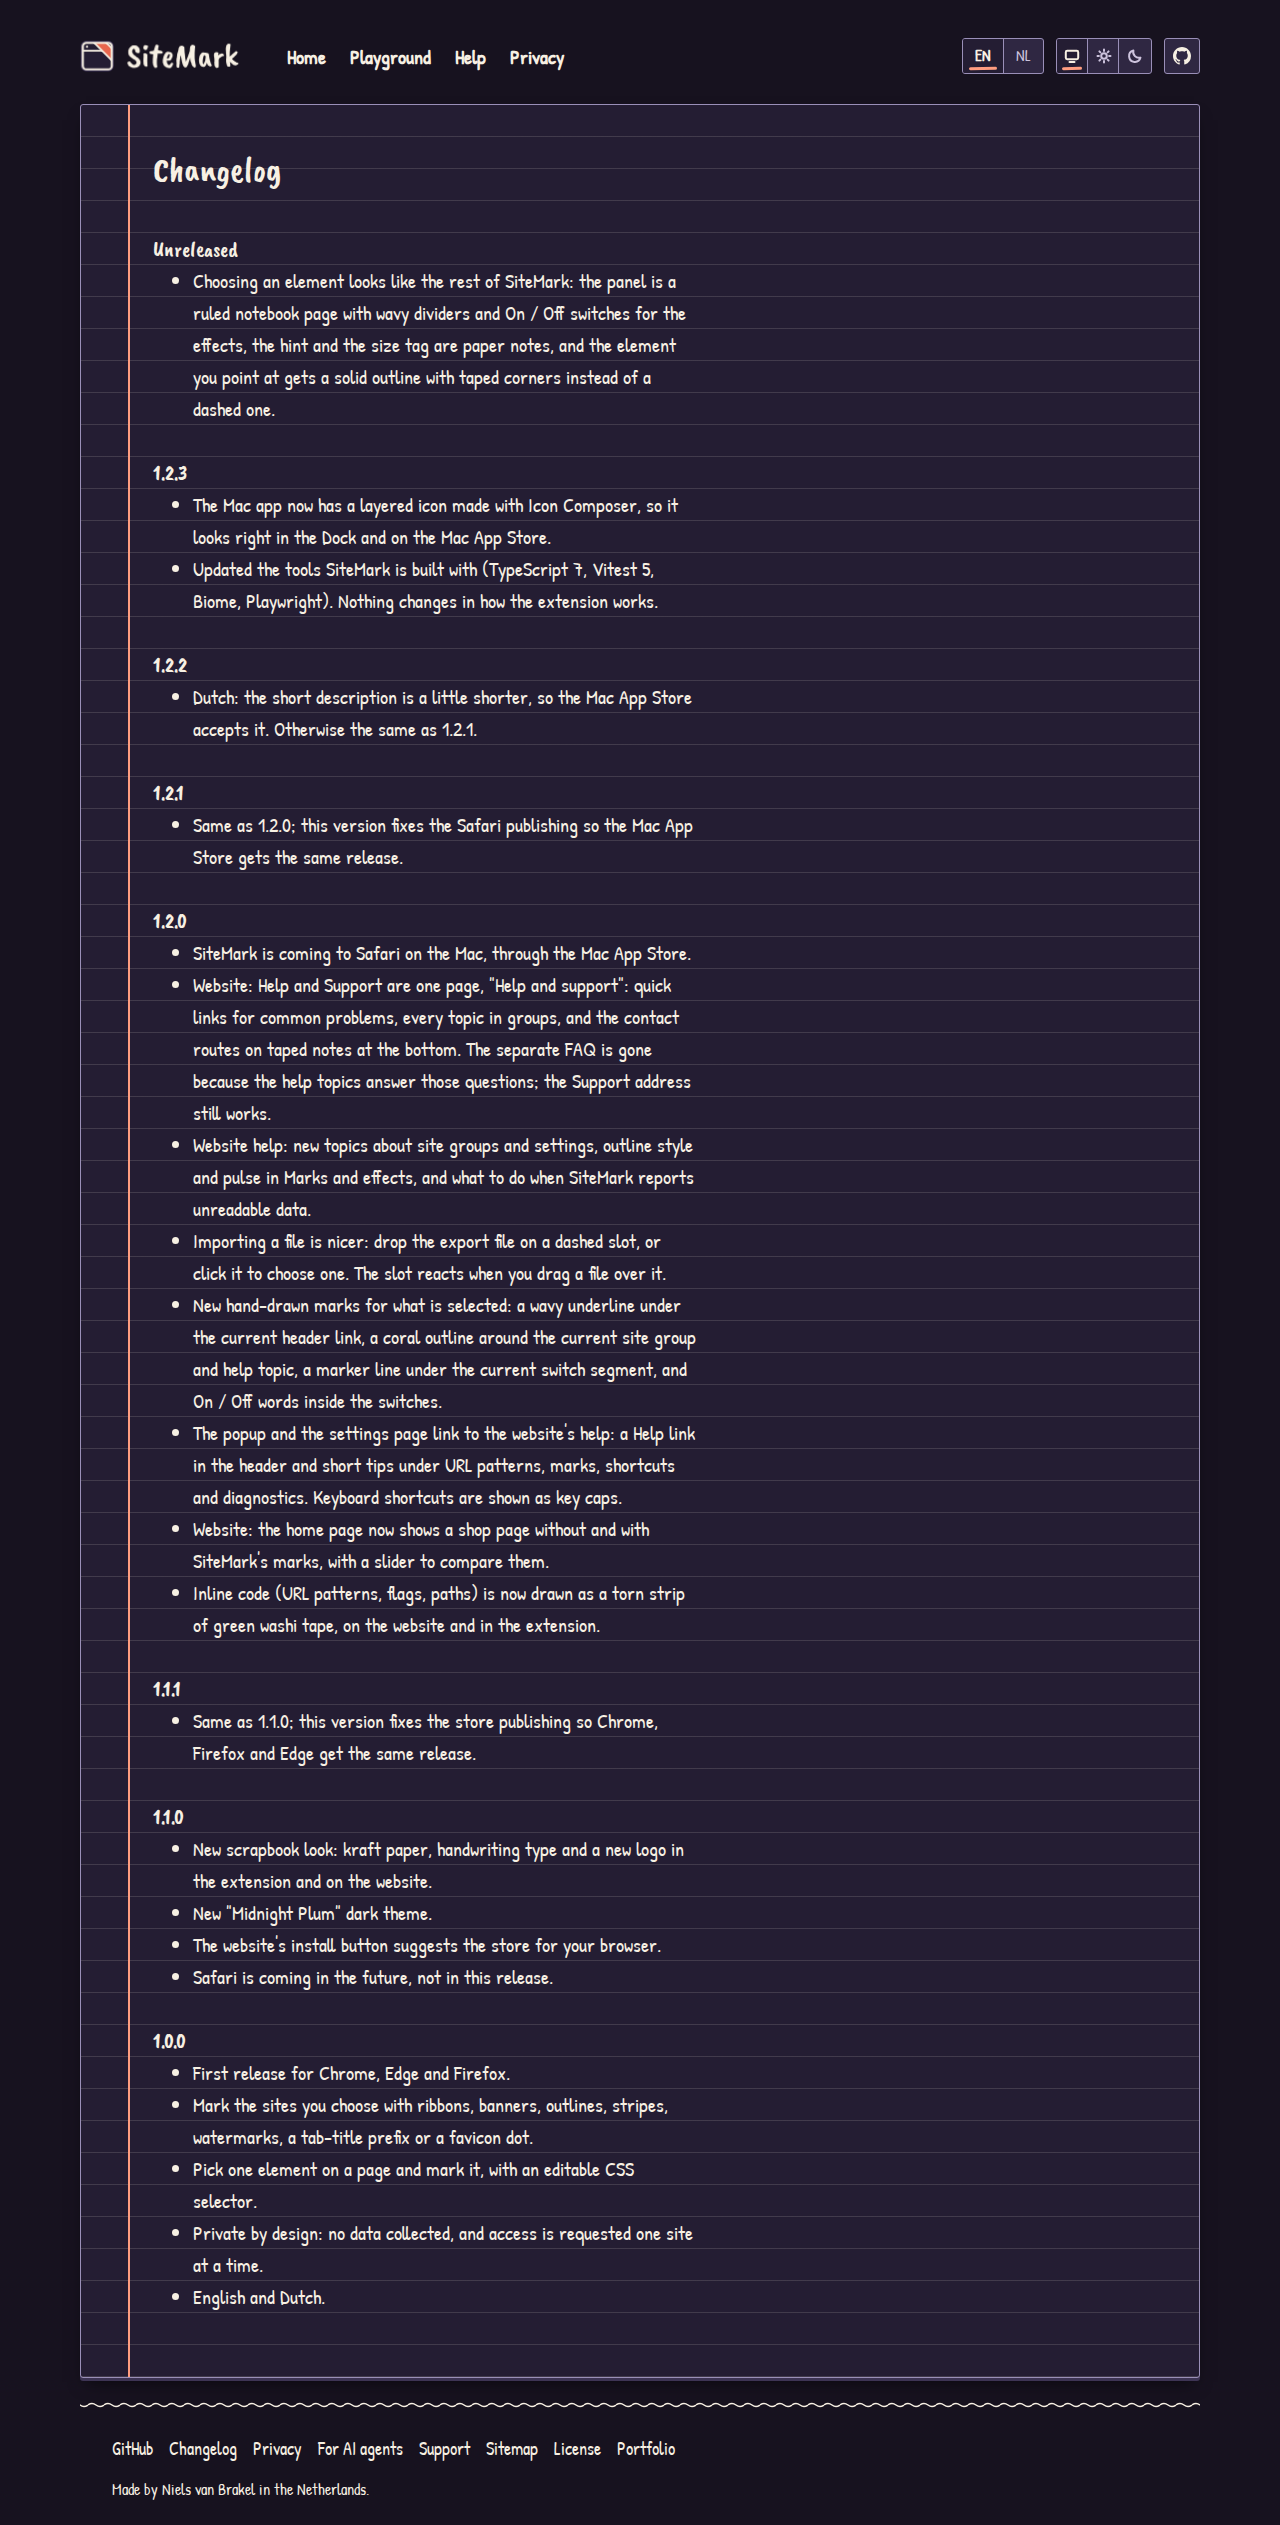 SiteMark Home Playground Help Privacy EN NL
Changelog
Unreleased
Choosing an element looks like the rest of SiteMark: the panel is a
ruled notebook page with wavy dividers and On / Off switches for the
effects, the hint and the size tag are paper notes, and the element
you point at gets a solid outline with taped corners instead of a
dashed one.
1.2.3
The Mac app now has a layered icon made with Icon Composer, so it
looks right in the Dock and on the Mac App Store.
Updated the tools SiteMark is built with (TypeScript 7, Vitest 5,
Biome, Playwright). Nothing changes in how the extension works.
1.2.2
Dutch: the short description is a little shorter, so the Mac App Store
accepts it. Otherwise the same as 1.2.1.
1.2.1
Same as 1.2.0; this version fixes the Safari publishing so the Mac App
Store gets the same release.
1.2.0
SiteMark is coming to Safari on the Mac, through the Mac App Store.
Website: Help and Support are one page, "Help and support": quick
links for common problems, every topic in groups, and the contact
routes on taped notes at the bottom. The separate FAQ is gone
because the help topics answer those questions; the Support address
still works.
Website help: new topics about site groups and settings, outline style
and pulse in Marks and effects, and what to do when SiteMark reports
unreadable data.
Importing a file is nicer: drop the export file on a dashed slot, or
click it to choose one. The slot reacts when you drag a file over it.
New hand-drawn marks for what is selected: a wavy underline under
the current header link, a coral outline around the current site group
and help topic, a marker line under the current switch segment, and
On / Off words inside the switches.
The popup and the settings page link to the website's help: a Help link
in the header and short tips under URL patterns, marks, shortcuts
and diagnostics. Keyboard shortcuts are shown as key caps.
Website: the home page now shows a shop page without and with
SiteMark's marks, with a slider to compare them.
Inline code (URL patterns, flags, paths) is now drawn as a torn strip
of green washi tape, on the website and in the extension.
1.1.1
Same as 1.1.0; this version fixes the store publishing so Chrome,
Firefox and Edge get the same release.
1.1.0
New scrapbook look: kraft paper, handwriting type and a new logo in
the extension and on the website.
New "Midnight Plum" dark theme.
The website's install button suggests the store for your browser.
Safari is coming in the future, not in this release.
1.0.0
First release for Chrome, Edge and Firefox.
Mark the sites you choose with ribbons, banners, outlines, stripes,
watermarks, a tab-title prefix or a favicon dot.
Pick one element on a page and mark it, with an editable CSS
selector.
Private by design: no data collected, and access is requested one site
at a time.
English and Dutch.
GitHub Changelog Privacy For AI agents Support Sitemap License Portfolio
Made by Niels van Brakel in the Netherlands.